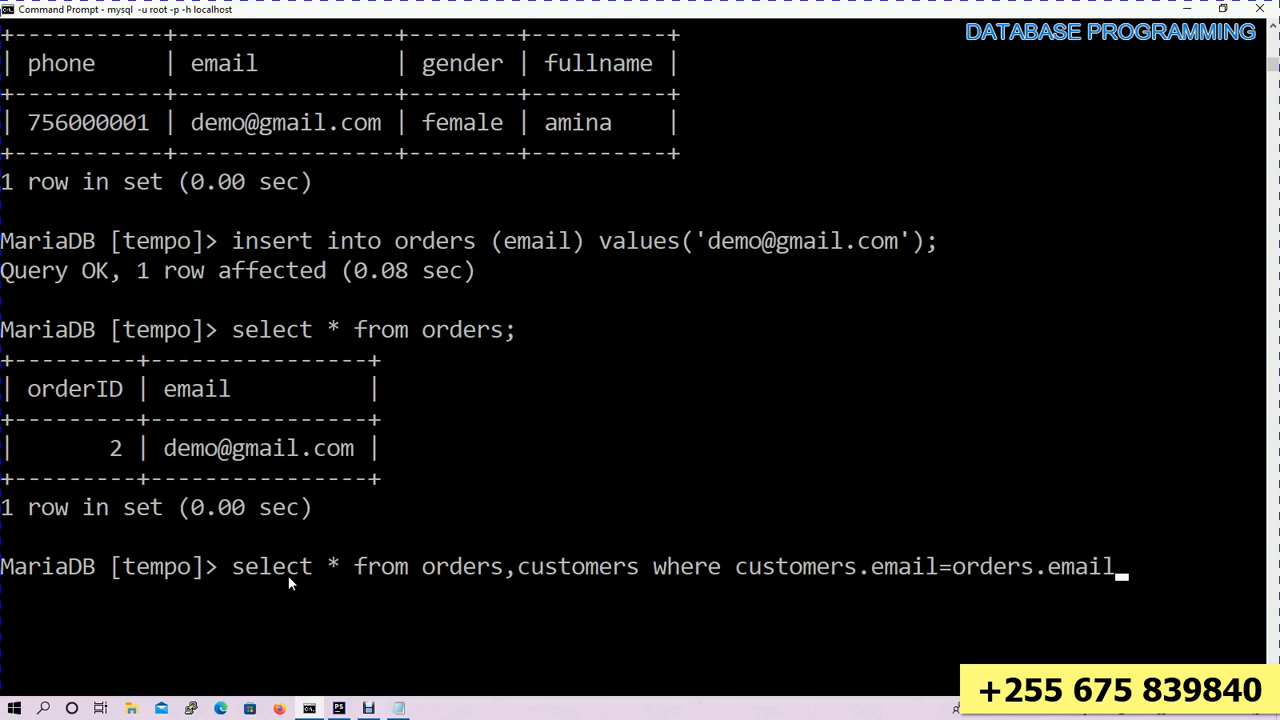 Command Prompt - mysql -u root -p -h localhost
DATABASE PROGRAMMING
+-----------+----------------+--------+----------+
| phone     | email          | gender | fullname |
+-----------+----------------+--------+----------+
| 756000001 | demo@gmail.com | female | amina    |
+-----------+----------------+--------+----------+
1 row in set (0.00 sec)
MariaDB [tempo]> insert into orders (email) values('demo@gmail.com');
Query OK, 1 row affected (0.08 sec)
MariaDB [tempo]> select * from orders;
+---------+----------------+
| orderID | email          |
+---------+----------------+
|       2 | demo@gmail.com |
+---------+----------------+
1 row in set (0.00 sec)
MariaDB [tempo]> select * from orders,customers where customers.email=orders.email_
+255 675 839840